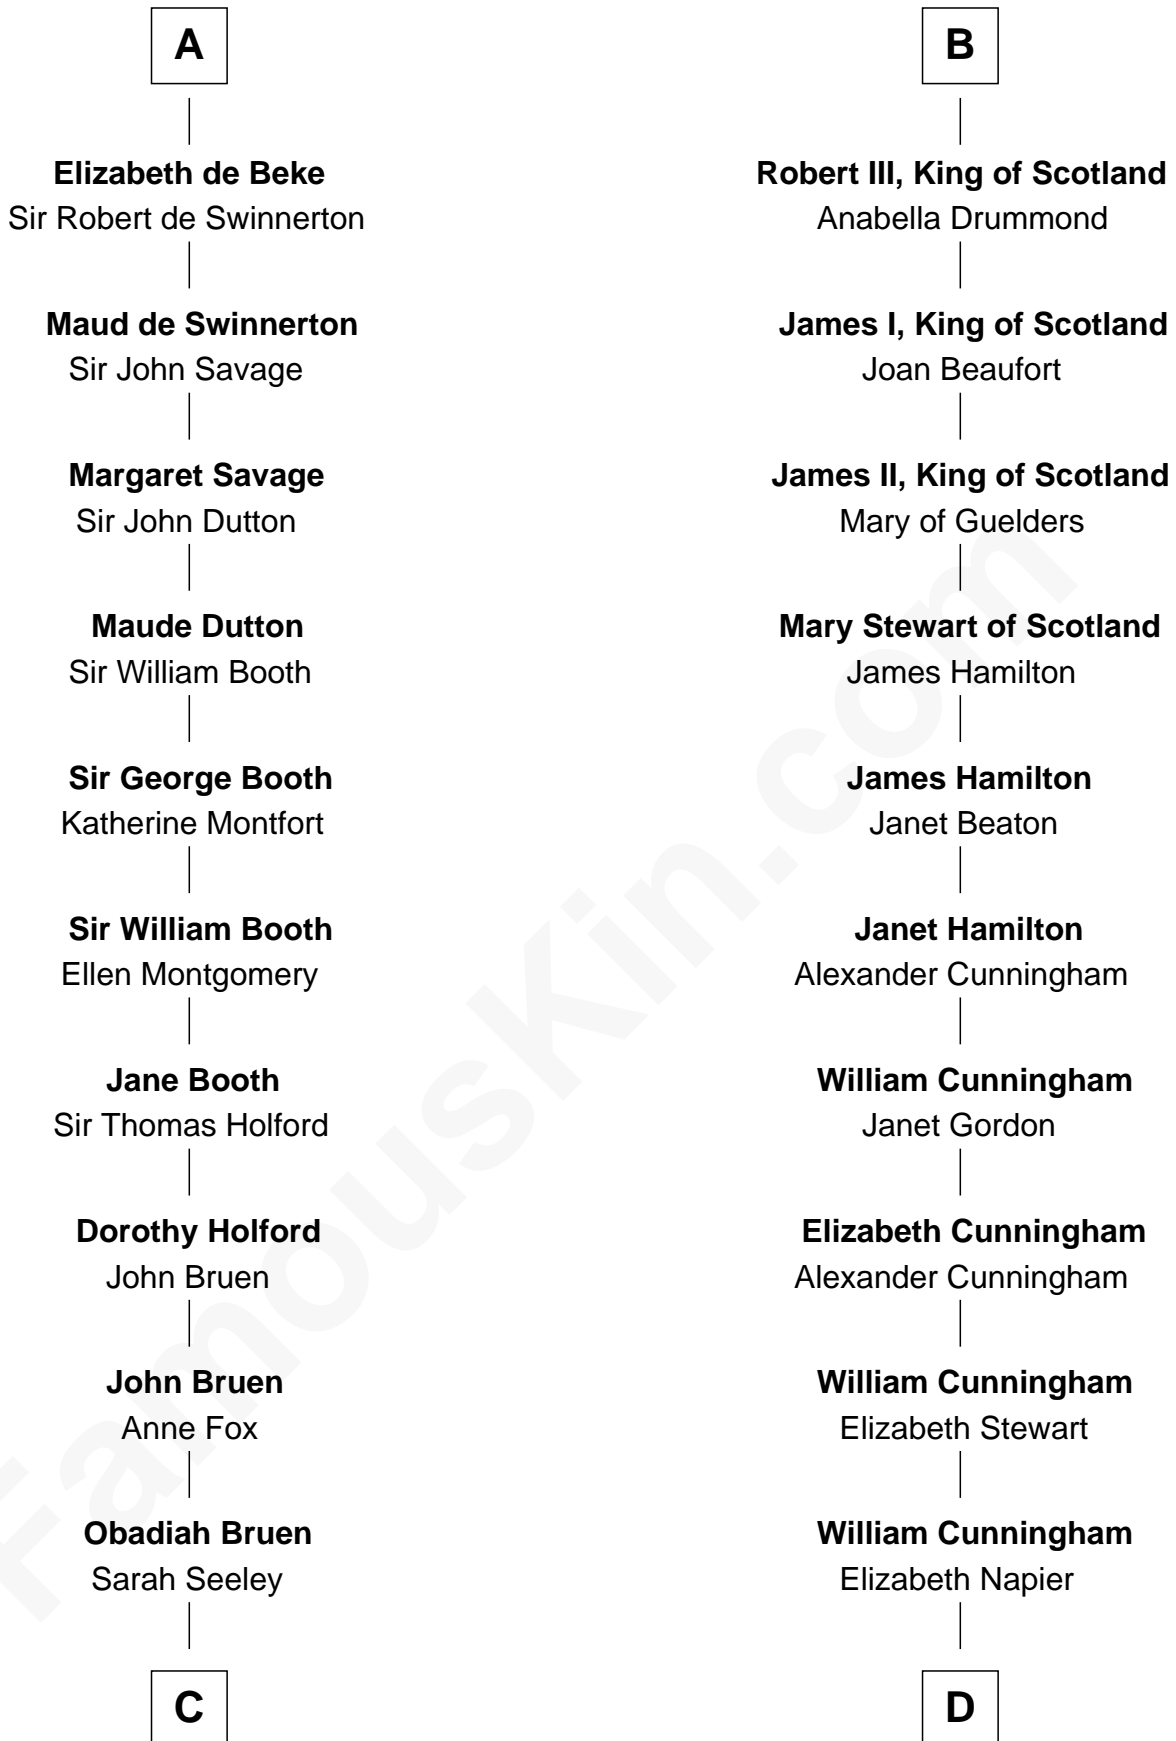 A
Elizabeth de Beke
Sir Robert de Swinnerton
Maud de Swinnerton
Sir John Savage
Margaret Savage
Sir John Dutton
Maude Dutton
Sir William Booth
Sir George Booth
Katherine Montfort
Sir William Booth
Ellen Montgomery
Jane Booth
Sir Thomas Holford
Dorothy Holford
John Bruen
John Bruen
Anne Fox
Obadiah Bruen
Sarah Seeley
C
B
Robert III, King of Scotland
Anabella Drummond
James I, King of Scotland
Joan Beaufort
James II, King of Scotland
Mary of Guelders
Mary Stewart of Scotland
James Hamilton
James Hamilton
Janet Beaton
Janet Hamilton
Alexander Cunningham
William Cunningham
Janet Gordon
Elizabeth Cunningham
Alexander Cunningham
William Cunningham
Elizabeth Stewart
William Cunningham
Elizabeth Napier
D
FamousKin.com